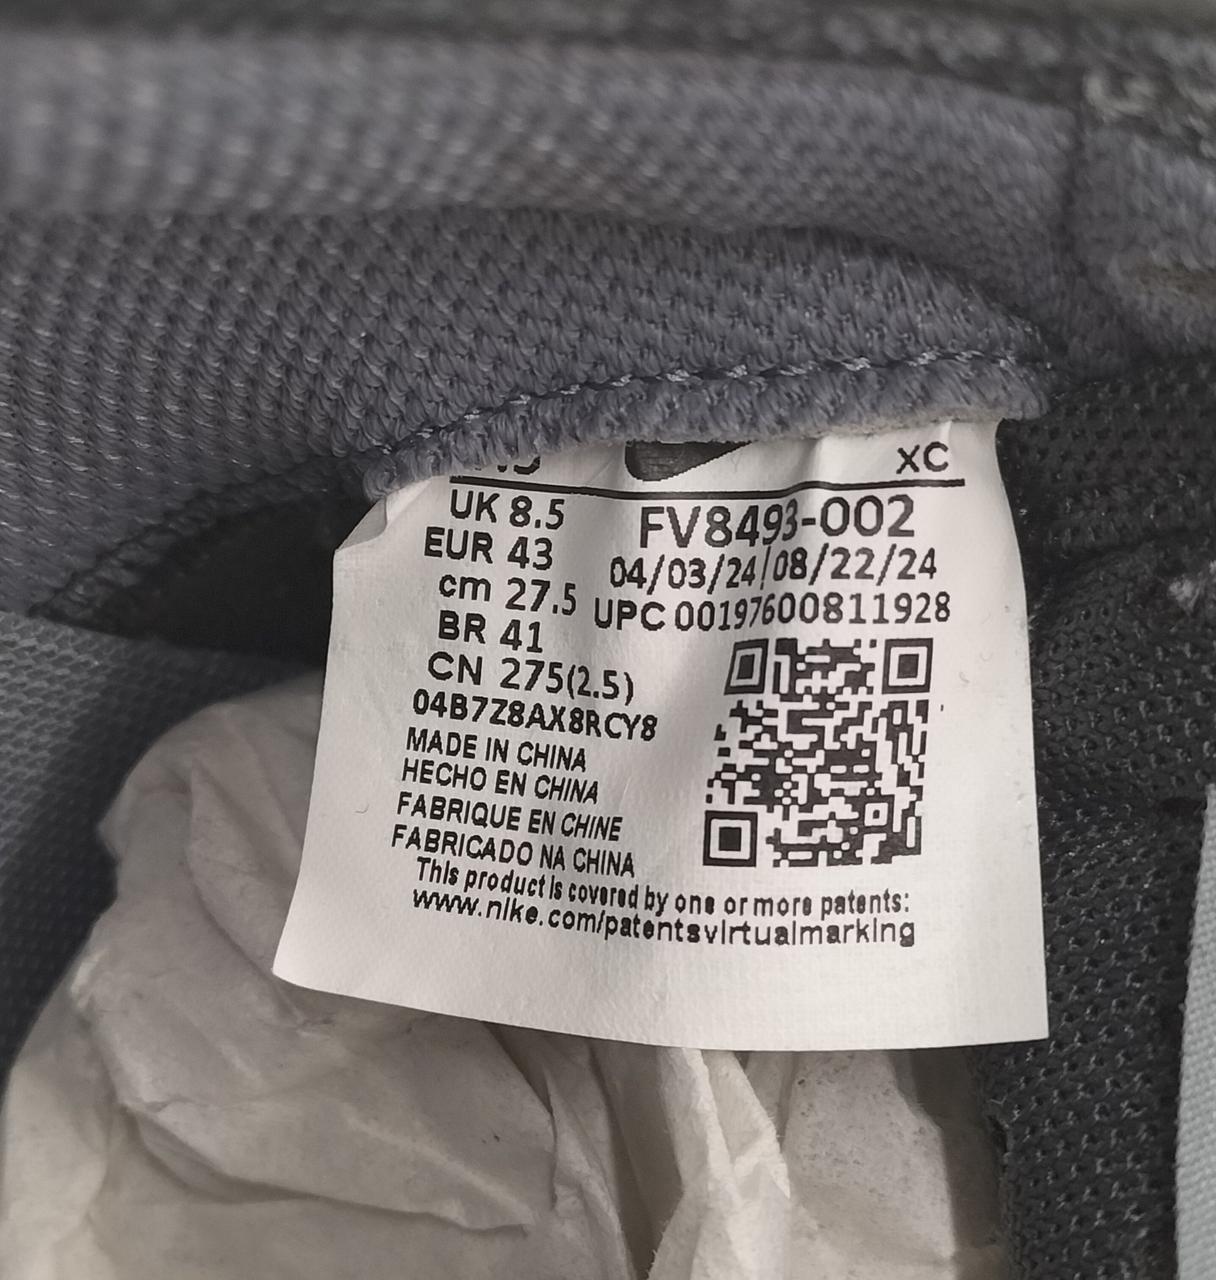 XC
UK 8.5
FV8493-002
EUR 43
04/03/24 08/22/24
cm 27.5
UPC 00197600811928
BR 41
CN 275(2.5)
04B7Z8AX8RCY8
MADE IN CHINA
HECHO EN CHINA
FABRIQUE EN CHINE
FABRICADO NA CHINA
This product is covered by one or more patents:
www.nike.com/patentsvirtualmarking